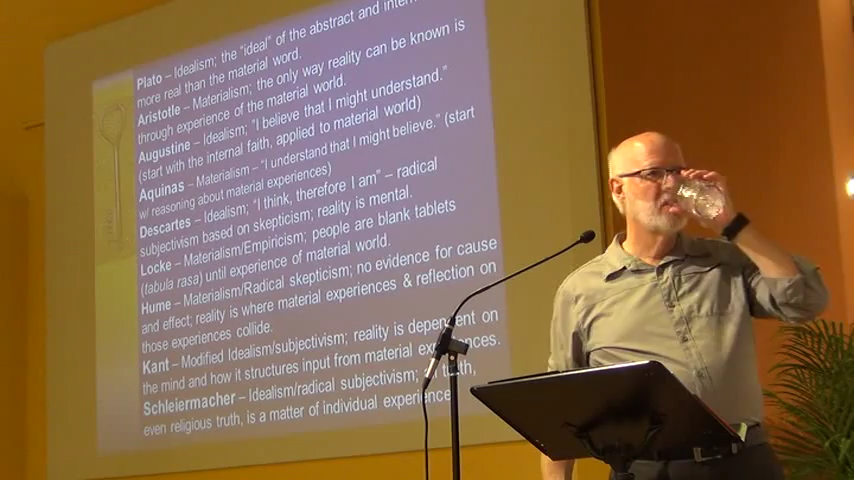 Plato – Idealism; the "ideal" of the abstract and
more real than the material word.
Aristotle – Materialism; the only way reality can be known is
through experience of the material world.
Augustine – Idealism; "I believe that I might understand."
(start with the internal faith, applied to material world)
Aquinas – Materialism – "I understand that I might believe." (start
w/ reasoning about material experiences)
Descartes – Idealism; "I think, therefore I am" – radical
subjectivism based on skepticism; reality is mental.
Locke – Materialism/Empiricism; people are blank tablets
(tabula rasa) until experience of material world.
Hume – Materialism/Radical skepticism; no evidence for cause
and effect; reality is where material experiences & reflection on
those experiences collide.
Kant – Modified Idealism/subjectivism; reality is dependent on
the mind and how it structures input from material experiences.
Schleiermacher – Idealism/radical subjectivism; truth,
even religious truth, is a matter of individual experience